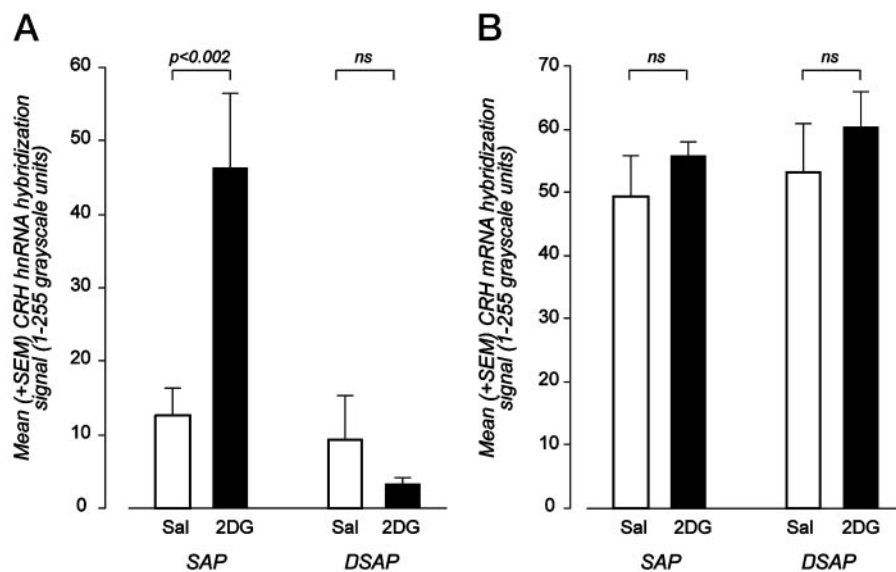 A
Mean (+SEM) CRH hnRNA hybridization
signal (1-255 grayscale units)
60
50
40
30
20
10
0
p<0.002
ns
Sal 2DG Sal 2DG
SAP DSAP
B
Mean (+SEM) CRH mRNA hybridization
signal (1-255 grayscale units)
70
60
50
40
30
20
10
0
ns
ns
Sal 2DG Sal 2DG
SAP DSAP